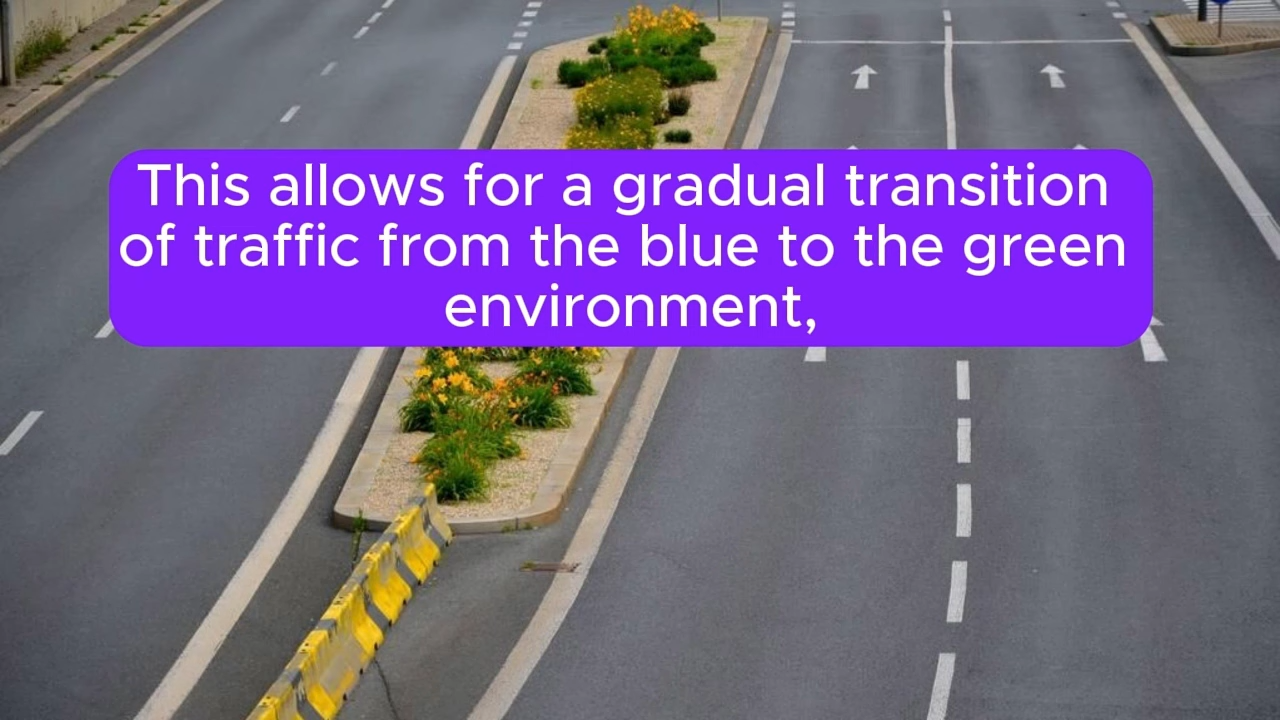 This allows for a gradual transition
of traffic from the blue to the green
environment,